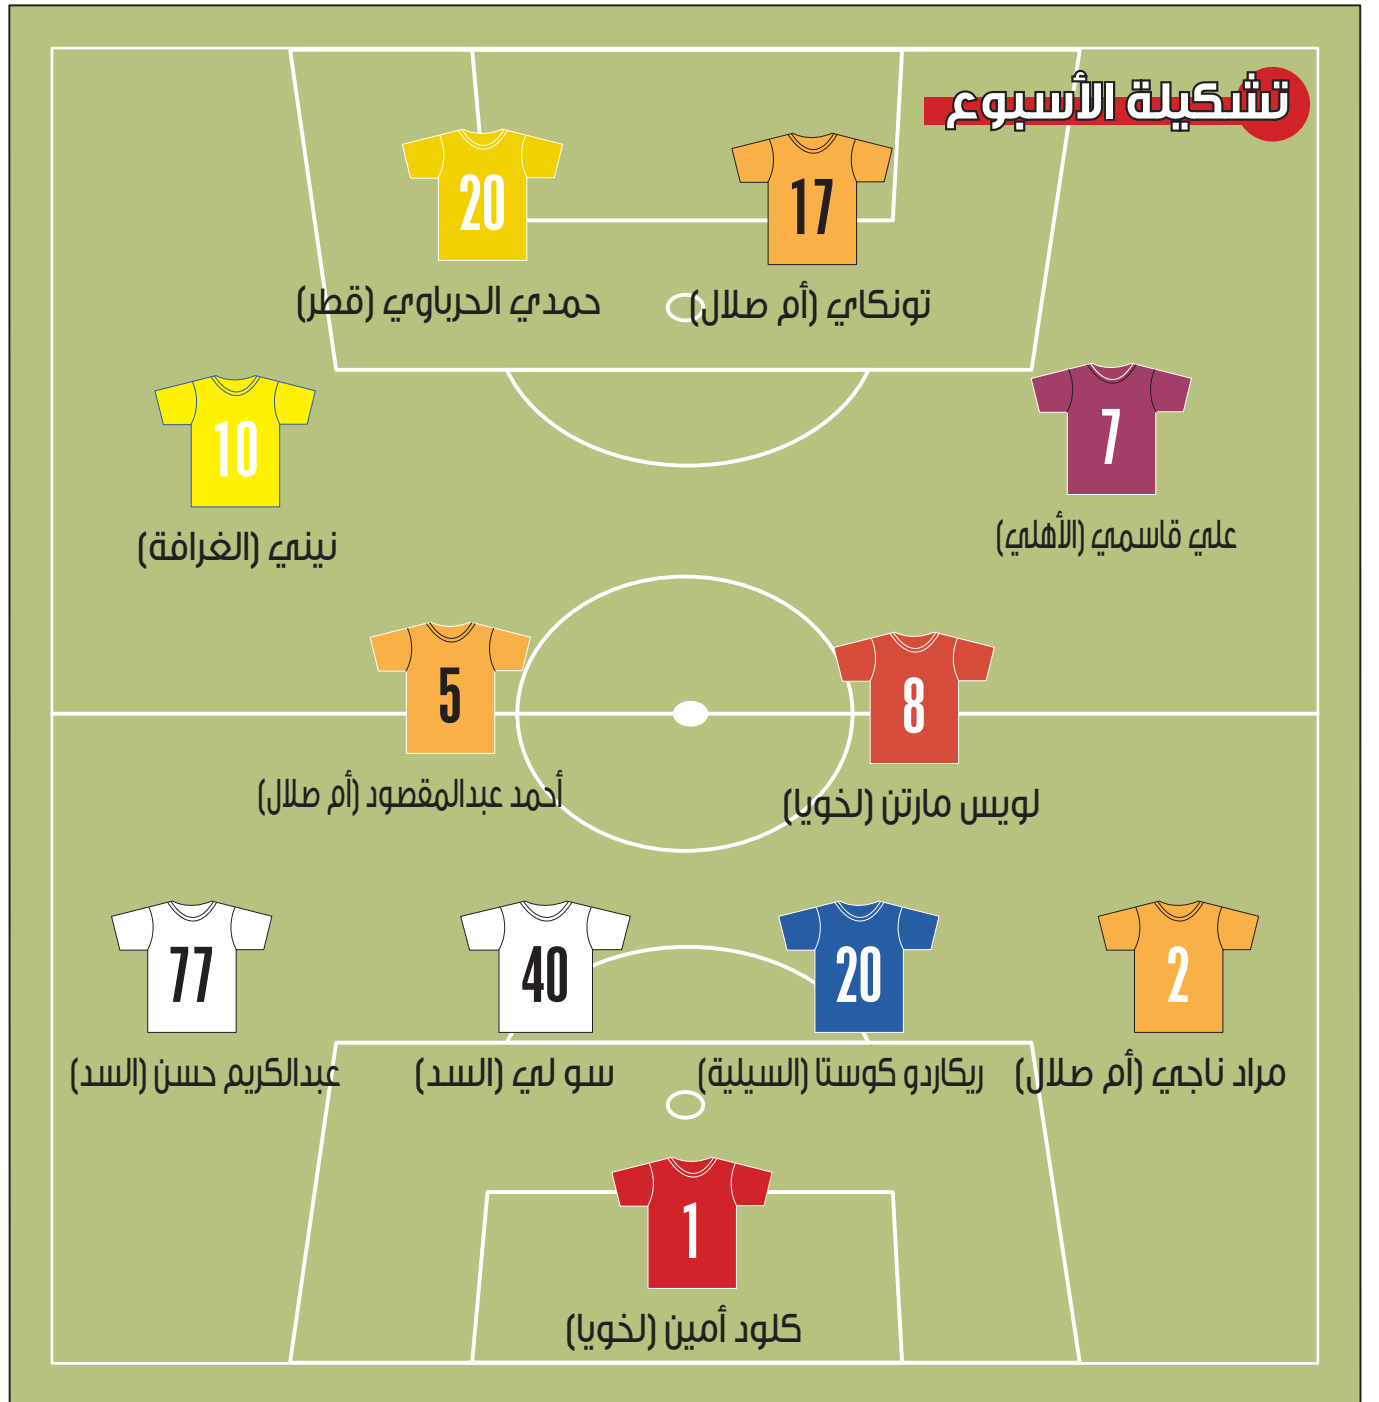 تشكيلة الأسبوع
17
20
تونكاي (أم صلال)
حمدي الحرباوي (قطر)
7
10
علي قاسمي (الأهلي)
نيني (الغرافة)
8
5
لويس مارتن (لخويا)
أحمد عبدالمقصود (أم صلال)
2
20
40
77
مراد ناجي (أم صلال)
ريكاردو كوستا (السيلية)
سو لي (السد)
عبدالكريم حسن (السد)
1
كلود أمين (لخويا)